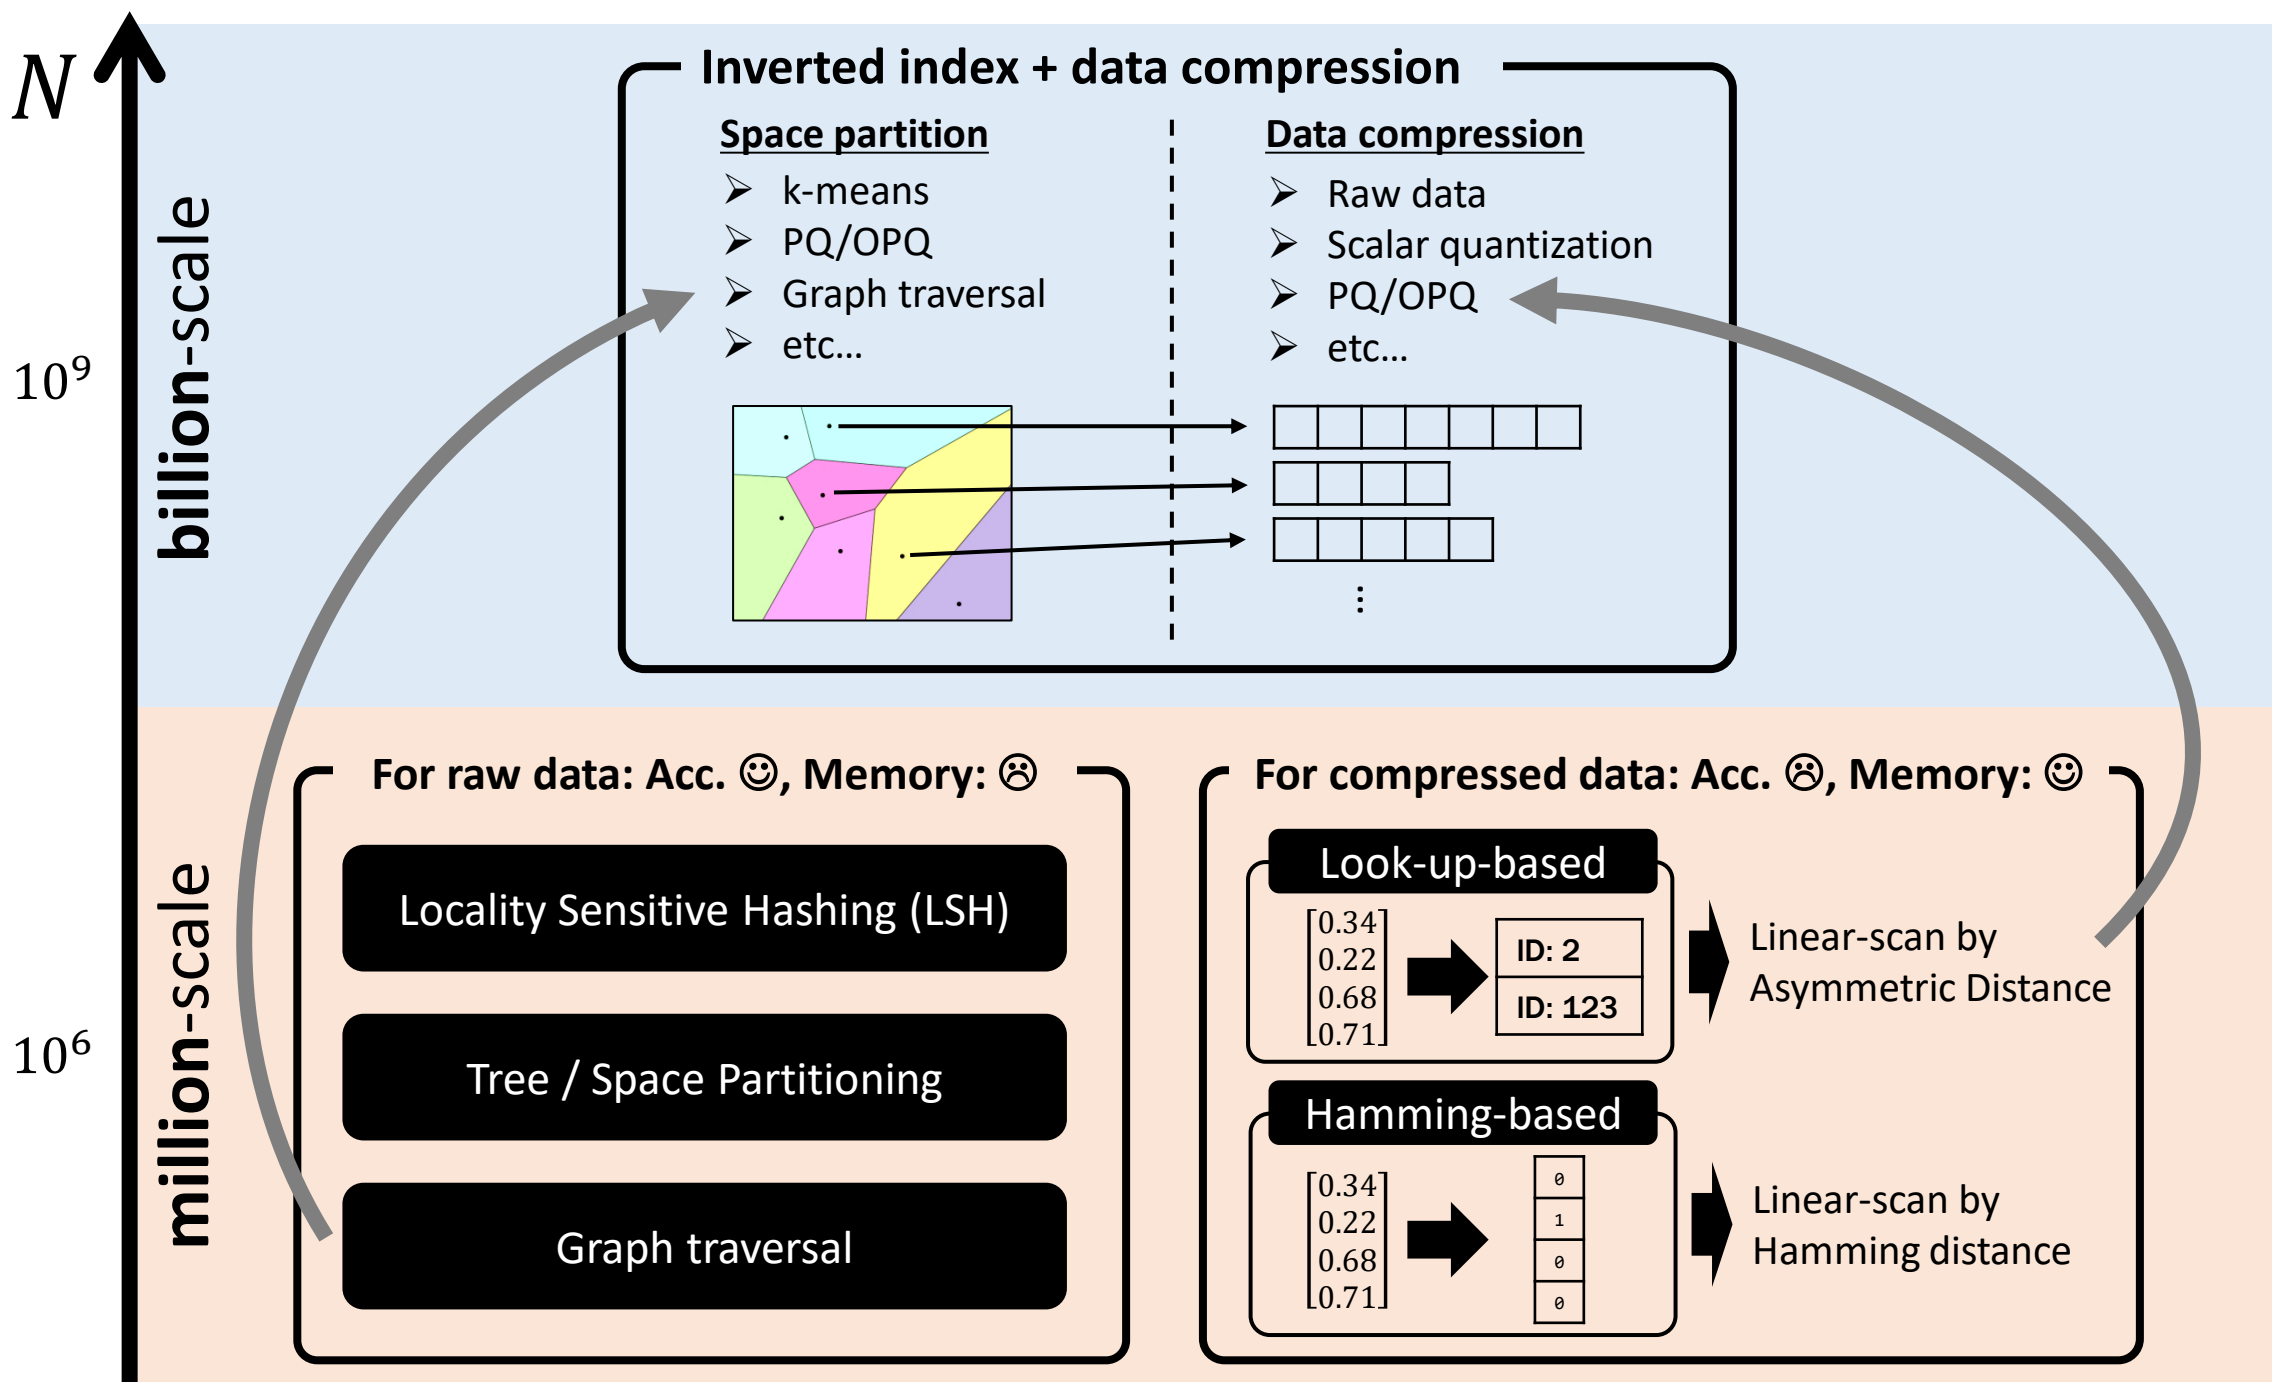 N
Inverted index + data compression
Space partition
➢ k-means
➢ PQ/OPQ
➢ Graph traversal
➢ etc…
Data compression
➢ Raw data
➢ Scalar quantization
➢ PQ/OPQ
➢ etc…
⋮
billion-scale
10⁹
For raw data: Acc. ☺, Memory: ☹
Locality Sensitive Hashing (LSH)
Tree / Space Partitioning
Graph traversal
For compressed data: Acc. ☹, Memory: ☺
Look-up-based
0.34
0.22
0.68
0.71
ID: 2
ID: 123
Linear-scan by
Asymmetric Distance
Hamming-based
0.34
0.22
0.68
0.71
0
1
0
0
Linear-scan by
Hamming distance
million-scale
10⁶